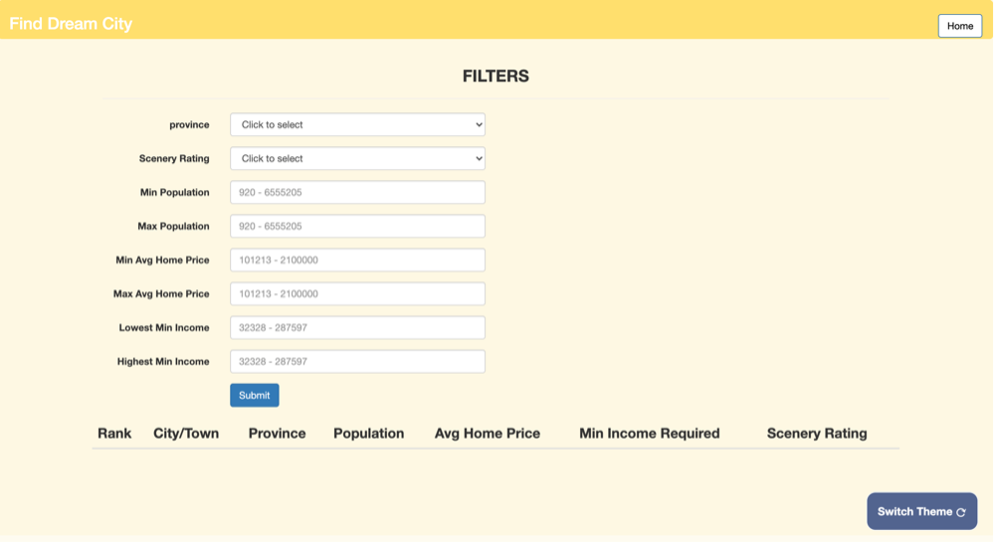 Find Dream City
Home
FILTERS
province Click to select
Scenery Rating Click to select
Min Population 920 - 6555205
Max Population 920 - 6555205
Min Avg Home Price 101213 - 2100000
Max Avg Home Price 101213 - 2100000
Lowest Min Income 32328 - 287597
Highest Min Income 32328 - 287597
Submit
Rank City/Town Province Population Avg Home Price Min Income Required Scenery Rating
Switch Theme